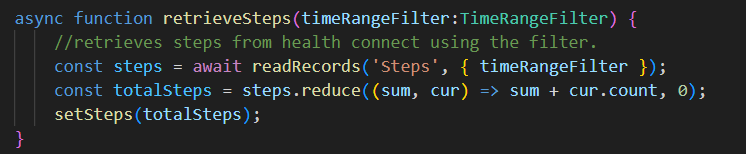 async function retrieveSteps(timeRangeFilter:TimeRangeFilter) {
    //retrieves steps from health connect using the filter.
    const steps = await readRecords('Steps', { timeRangeFilter });
    const totalSteps = steps.reduce((sum, cur) => sum + cur.count, 0);
    setSteps(totalSteps);
}